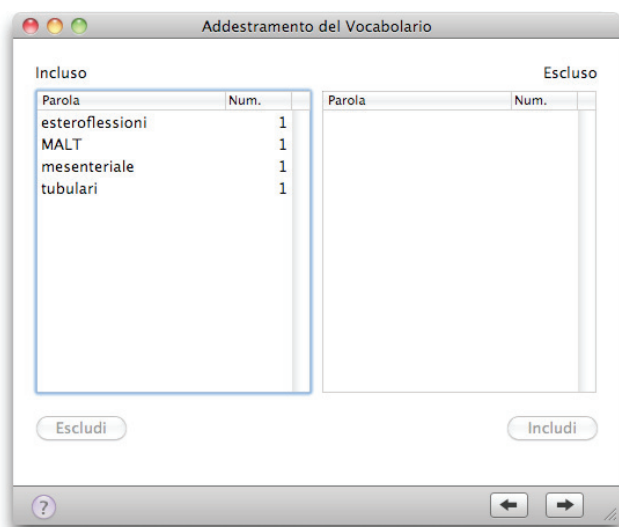 Addestramento del Vocabolario
Incluso Escluso
Parola Num. Parola Num.
esteroflessioni 1
MALT 1
mesenteriale 1
tubulari 1
Escludi Includi
?